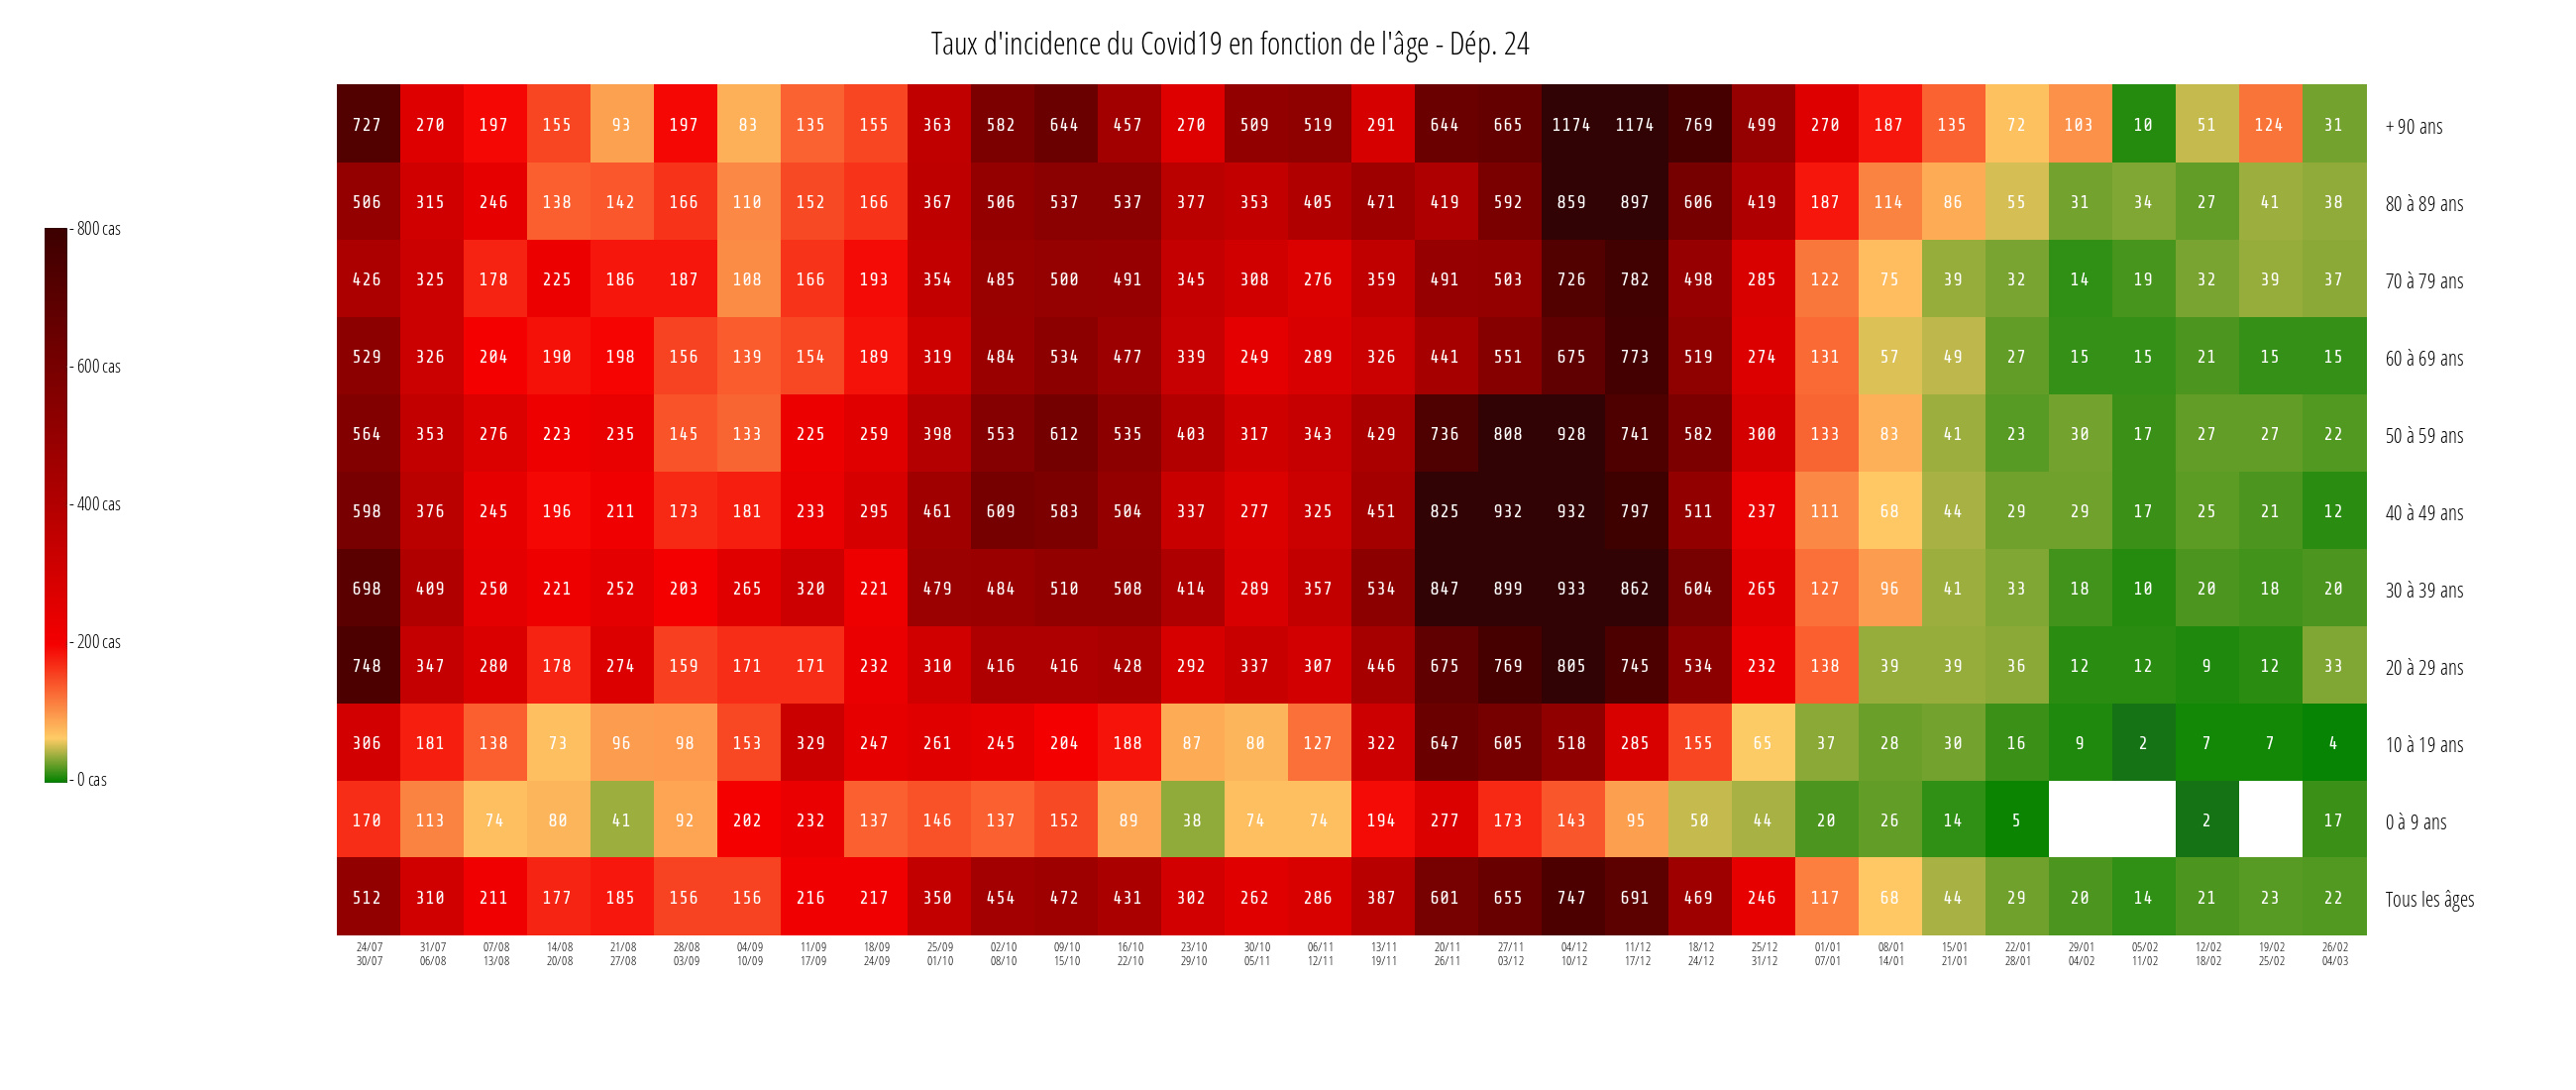 Taux d'incidence du Covid19 en fonction de l'âge - Dép. 24
727 270 197 155 93 197 83 135 155 363 582 644 457 270 509 519 291 644 665 1174 1174 769 499 270 187 135 72 103 10 51 124 31 + 90 ans
506 315 246 138 142 166 110 152 166 367 506 537 537 377 353 405 471 419 592 859 897 606 419 187 114 86 55 31 34 27 41 38 80 à 89 ans
426 325 178 225 186 187 108 166 193 354 485 500 491 345 308 276 359 491 503 726 782 498 285 122 75 39 32 14 19 32 39 37 70 à 79 ans
529 326 204 190 198 156 139 154 189 319 484 534 477 339 249 289 326 441 551 675 773 519 274 131 57 49 27 15 15 21 15 15 60 à 69 ans
564 353 276 223 235 145 133 225 259 398 553 612 535 403 317 343 429 736 808 928 741 582 300 133 83 41 23 30 17 27 27 22 50 à 59 ans
598 376 245 196 211 173 181 233 295 461 609 583 504 337 277 325 451 825 932 932 797 511 237 111 68 44 29 29 17 25 21 12 40 à 49 ans
698 409 250 221 252 203 265 320 221 479 484 510 508 414 289 357 534 847 899 933 862 604 265 127 96 41 33 18 10 20 18 20 30 à 39 ans
748 347 280 178 274 159 171 171 232 310 416 416 428 292 337 307 446 675 769 805 745 534 232 138 39 39 36 12 12 9 12 33 20 à 29 ans
306 181 138 73 96 98 153 329 247 261 245 204 188 87 80 127 322 647 605 518 285 155 65 37 28 30 16 9 2 7 7 4 10 à 19 ans
170 113 74 80 41 92 202 232 137 146 137 152 89 38 74 74 194 277 173 143 95 50 44 20 26 14 5 2 17 0 à 9 ans
512 310 211 177 185 156 156 216 217 350 454 472 431 302 262 286 387 601 655 747 691 469 246 117 68 44 29 20 14 21 23 22 Tous les âges
24/07 31/07 07/08 14/08 21/08 28/08 04/09 11/09 18/09 25/09 02/10 09/10 16/10 23/10 30/10 06/11 13/11 20/11 27/11 04/12 11/12 18/12 25/12 01/01 08/01 15/01 22/01 29/01 05/02 12/02 19/02 26/02
30/07 06/08 13/08 20/08 27/08 03/09 10/09 17/09 24/09 01/10 08/10 15/10 22/10 29/10 05/11 12/11 19/11 26/11 03/12 10/12 17/12 24/12 31/12 07/01 14/01 21/01 28/01 04/02 11/02 18/02 25/02 04/03
- 800 cas
- 600 cas
- 400 cas
- 200 cas
- 0 cas